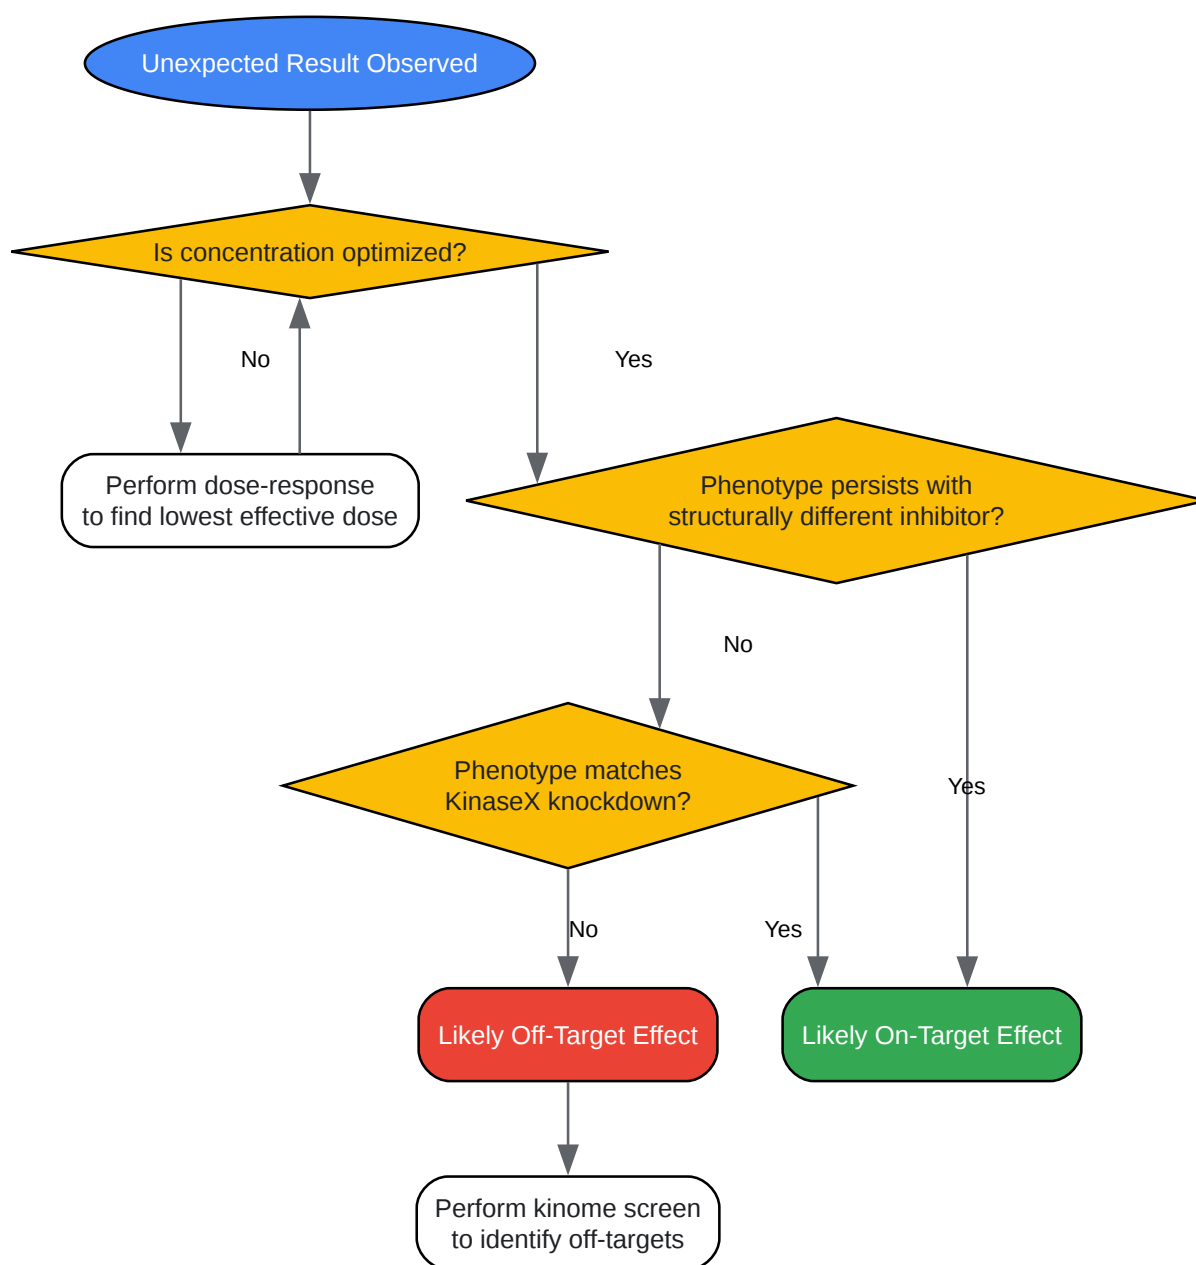 Unexpected Result Observed
Is concentration optimized?
No
Yes
Perform dose-response
to find lowest effective dose
Phenotype persists with
structurally different inhibitor?
No
Phenotype matches
KinaseX knockdown?
Yes
No
Yes
Likely Off-Target Effect
Likely On-Target Effect
Perform kinome screen
to identify off-targets